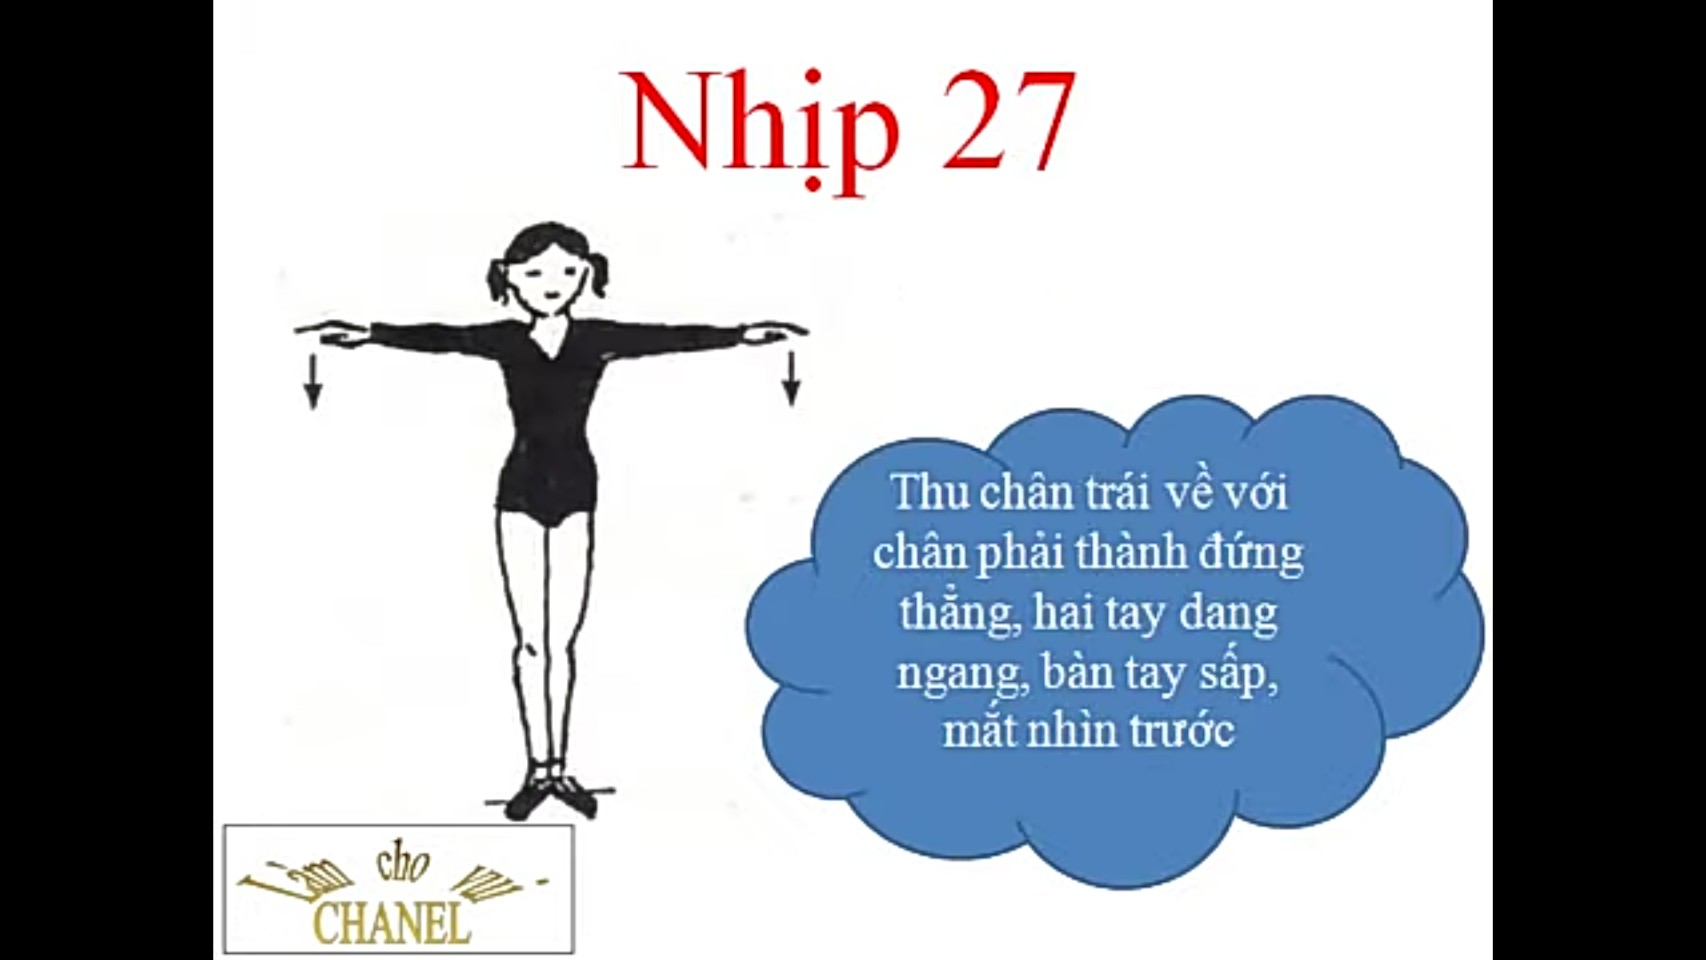 Nhịp 27
Thu chân trái về với
chân phải thành đứng
thẳng, hai tay dang
ngang, bàn tay sấp,
mắt nhìn trước
Làm cho vui -
CHANEL